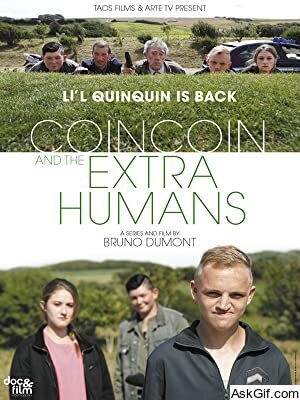 TAOS FILMS & ARTE TV PRESENT
LI'L QUINQUIN IS BACK
COINCOIN
AND THE EXTRA
HUMANS
A SERIES AND FILM BY
BRUNO DUMONT
doc&
film
AskGif.com